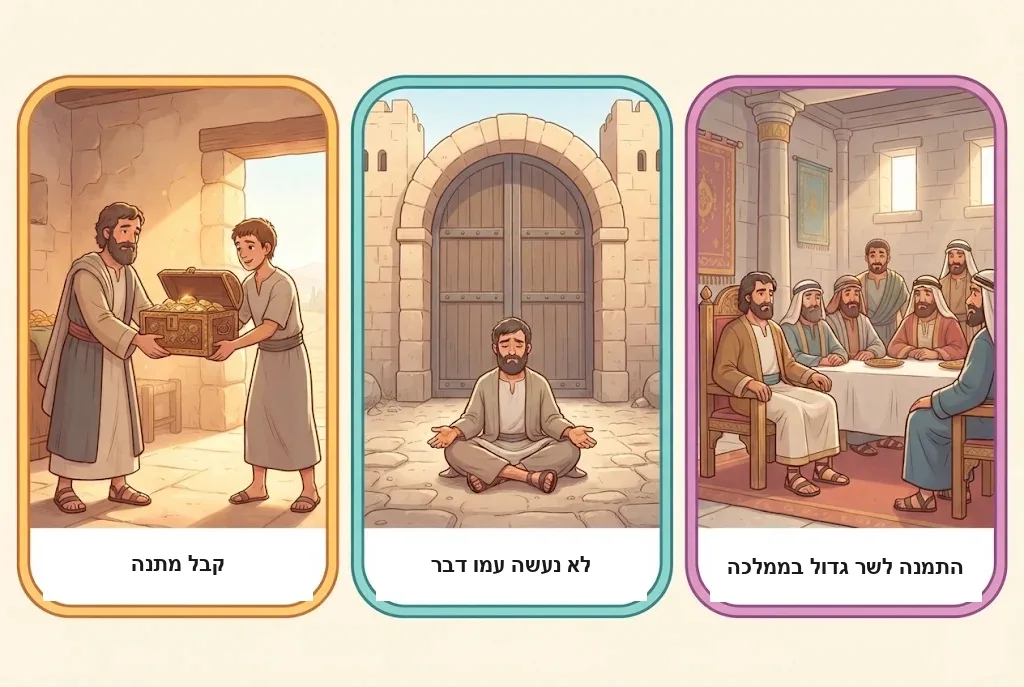 התמנה לשר גדול בממלכה
לא נעשה עמו דבר
קבל מתנה